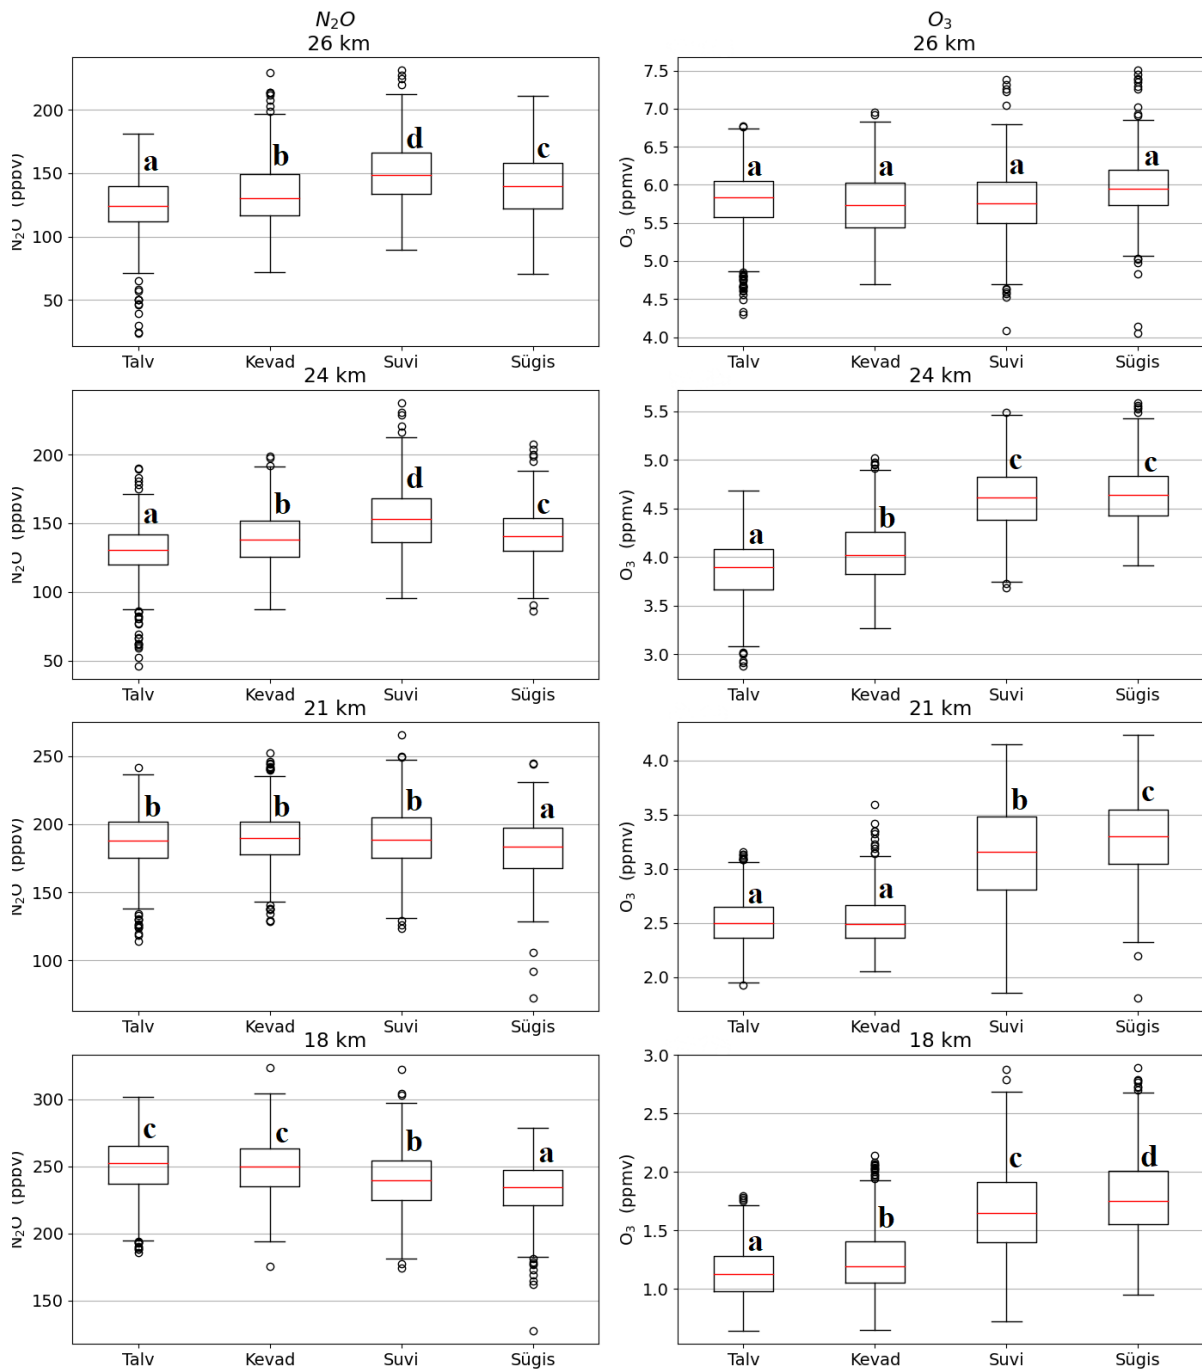 N₂O
26 km
N₂O (ppbv)
200
150
100
50
a
b
d
c
Talv
Kevad
Suvi
Sügis
O₃
26 km
O₃ (ppmv)
7.5
7.0
6.5
6.0
5.5
5.0
4.5
4.0
a
a
a
a
Talv
Kevad
Suvi
Sügis
24 km
N₂O (ppbv)
200
150
100
50
a
b
d
c
Talv
Kevad
Suvi
Sügis
24 km
O₃ (ppmv)
5.5
5.0
4.5
4.0
3.5
3.0
a
b
c
c
Talv
Kevad
Suvi
Sügis
21 km
N₂O (ppbv)
250
200
150
100
b
b
b
a
Talv
Kevad
Suvi
Sügis
21 km
O₃ (ppmv)
4.0
3.5
3.0
2.5
2.0
a
a
b
c
Talv
Kevad
Suvi
Sügis
18 km
N₂O (ppbv)
300
250
200
150
c
c
b
a
Talv
Kevad
Suvi
Sügis
18 km
O₃ (ppmv)
3.0
2.5
2.0
1.5
1.0
a
b
c
d
Talv
Kevad
Suvi
Sügis